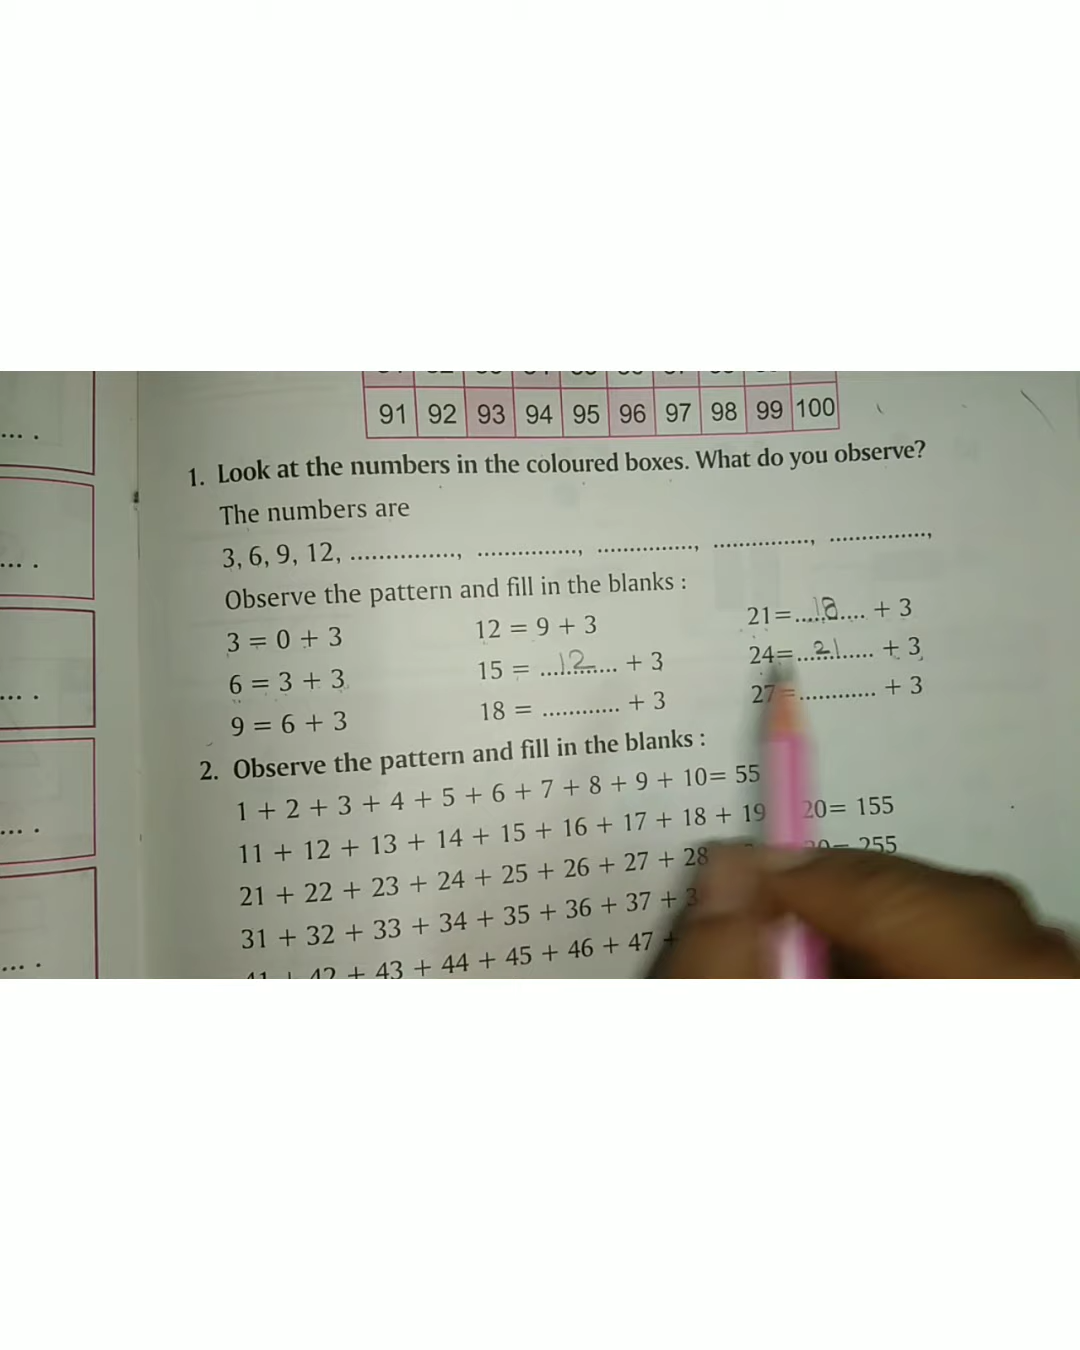 91 92 93 94 95 96 97 98 99 100
1. Look at the numbers in the coloured boxes. What do you observe?
The numbers are
3, 6, 9, 12, ..............., ..............., ..............., ..............., ...............,
Observe the pattern and fill in the blanks :
3 = 0 + 3
6 = 3 + 3
9 = 6 + 3
12 = 9 + 3
15 = ...12...... + 3
18 = ............ + 3
21=.....18.... + 3
24=...21..... + 3
27=............ + 3
2. Observe the pattern and fill in the blanks :
1 + 2 + 3 + 4 + 5 + 6 + 7 + 8 + 9 + 10= 55
11 + 12 + 13 + 14 + 15 + 16 + 17 + 18 + 19 20= 155
21 + 22 + 23 + 24 + 25 + 26 + 27 + 28 255
31 + 32 + 33 + 34 + 35 + 36 + 37 +
42 + 43 + 44 + 45 + 46 + 47 +